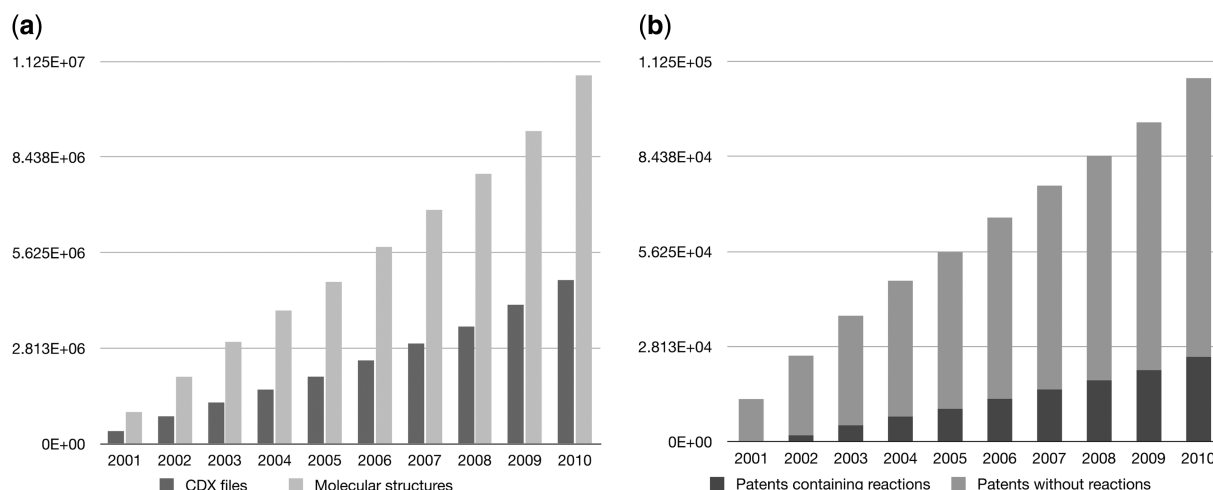 (a)
1.125E+07
8.438E+06
5.625E+06
2.813E+06
0E+00
2001 2002 2003 2004 2005 2006 2007 2008 2009 2010
CDX files Molecular structures
(b)
1.125E+05
8.438E+04
5.625E+04
2.813E+04
0E+00
2001 2002 2003 2004 2005 2006 2007 2008 2009 2010
Patents containing reactions Patents without reactions